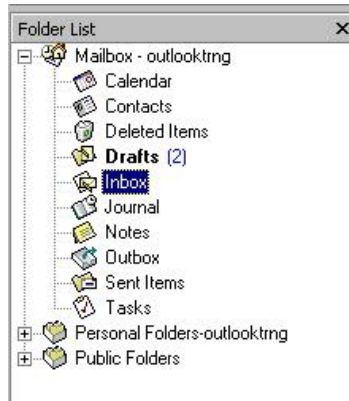 Folder List
Mailbox - outlooktrng
Calendar
Contacts
Deleted Items
Drafts (2)
Inbox
Journal
Notes
Outbox
Sent Items
Tasks
Personal Folders-outlooktrng
Public Folders